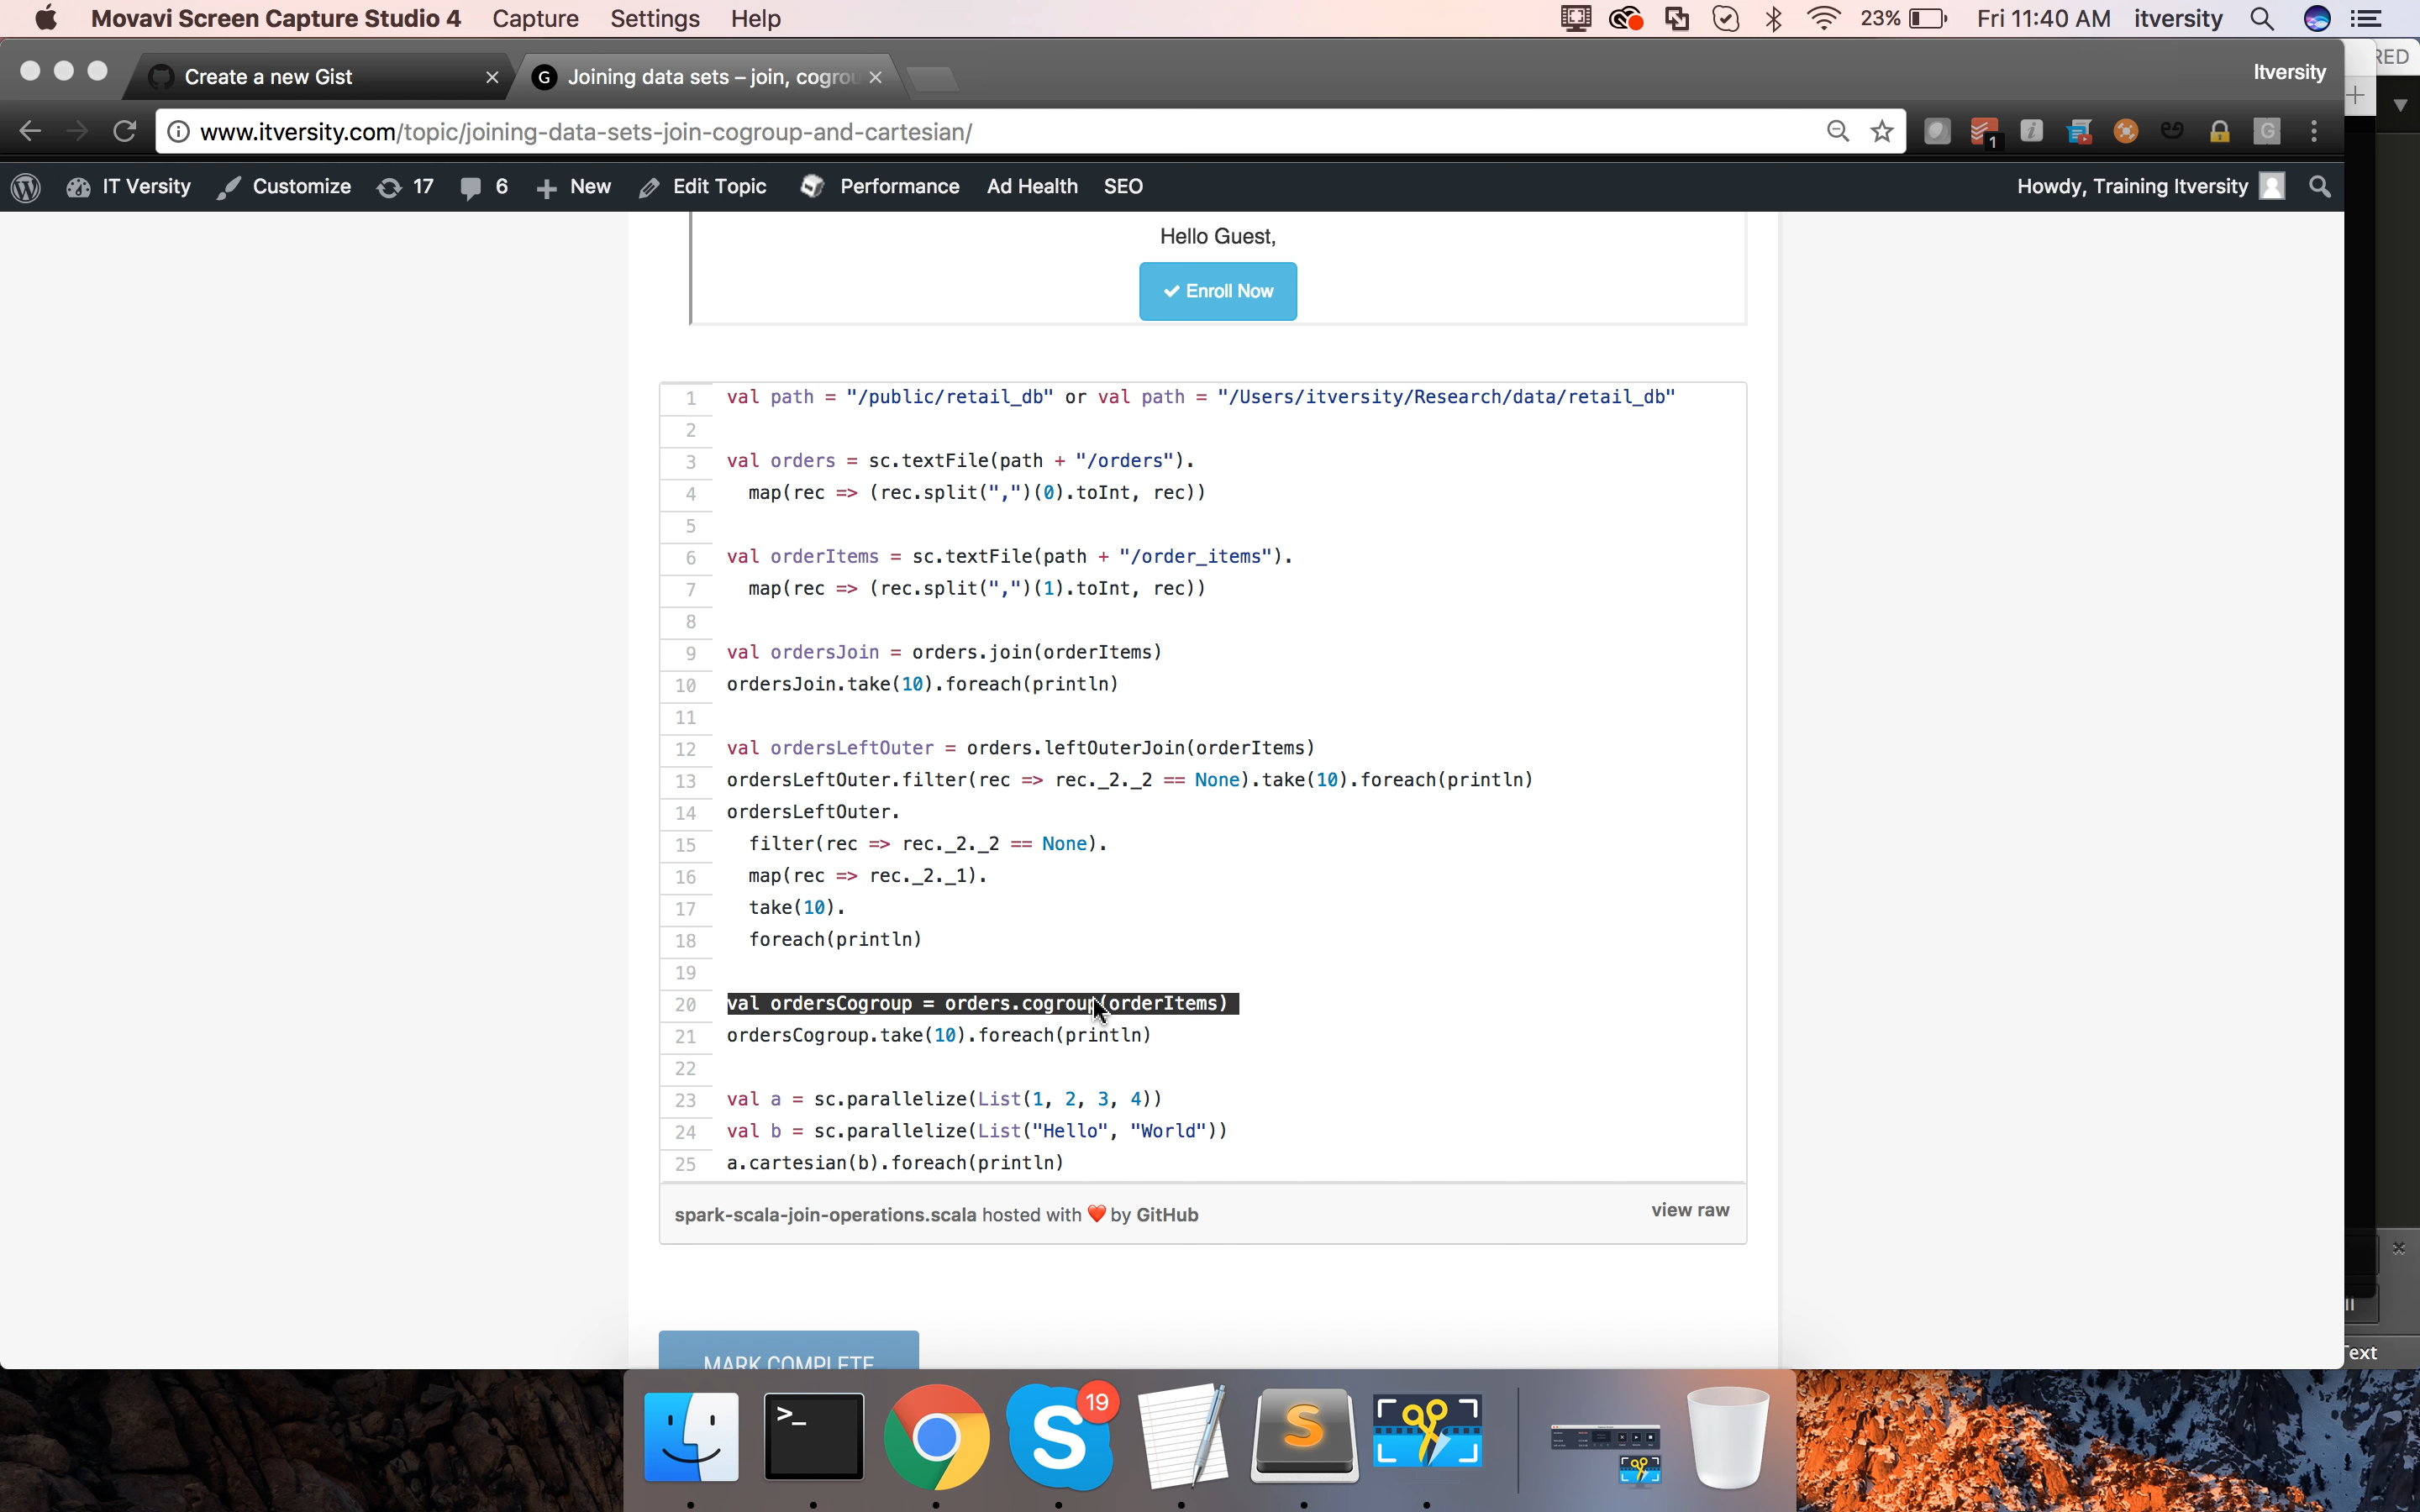 Movavi Screen Capture Studio 4 Capture Settings Help 23% Fri 11:40 AM itversity
RED
Create a new Gist Joining data sets – join, cogrou Itversity
www.itversity.com/topic/joining-data-sets-join-cogroup-and-cartesian/ 1
IT Versity Customize 17 6 New Edit Topic Performance Ad Health SEO Howdy, Training Itversity
Hello Guest,
Enroll Now
1 val path = "/public/retail_db" or val path = "/Users/itversity/Research/data/retail_db"
2
3 val orders = sc.textFile(path + "/orders").
4 map(rec => (rec.split(",")(0).toInt, rec))
5
6 val orderItems = sc.textFile(path + "/order_items").
7 map(rec => (rec.split(",")(1).toInt, rec))
8
9 val ordersJoin = orders.join(orderItems)
10 ordersJoin.take(10).foreach(println)
11
12 val ordersLeftOuter = orders.leftOuterJoin(orderItems)
13 ordersLeftOuter.filter(rec => rec._2._2 == None).take(10).foreach(println)
14 ordersLeftOuter.
15 filter(rec => rec._2._2 == None).
16 map(rec => rec._2._1).
17 take(10).
18 foreach(println)
19
20 val ordersCogroup = orders.cogroup(orderItems)
21 ordersCogroup.take(10).foreach(println)
22
23 val a = sc.parallelize(List(1, 2, 3, 4))
24 val b = sc.parallelize(List("Hello", "World"))
25 a.cartesian(b).foreach(println)
spark-scala-join-operations.scala hosted with ❤ by GitHub view raw
MARK COMPLETE
Text
19